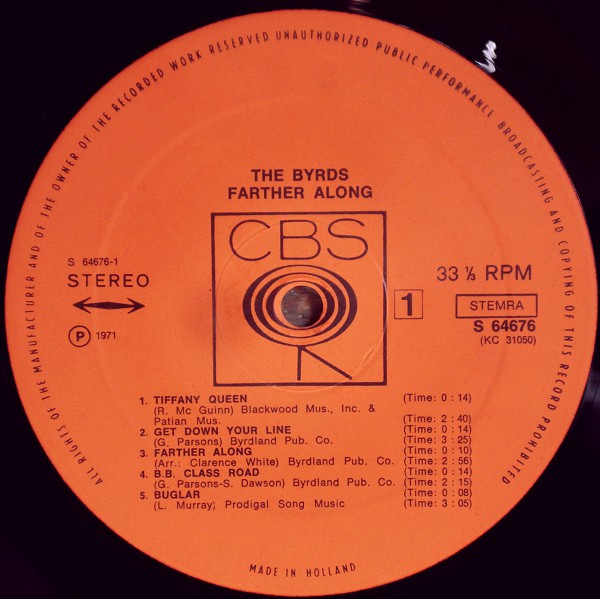 ALL RIGHTS OF THE MANUFACTURER AND OF THE OWNER OF THE RECORDED WORK RESERVED UNAUTHORIZED PUBLIC PERFORMANCE BROADCASTING AND COPYING OF THIS RECORD PROHIBITED
THE BYRDS
FARTHER ALONG
CBS
S 64676-1
STEREO
P 1971
33 ⅓ RPM
1
STEMRA
S 64676
(KC 31050)
1. TIFFANY QUEEN (Time: 0 : 14)
(R. Mc Guinn) Blackwood Mus., Inc. &
Patian Mus. (Time: 2 : 40)
2. GET DOWN YOUR LINE (Time: 0 : 14)
(G. Parsons) Byrdland Pub. Co. (Time: 3 : 25)
3. FARTHER ALONG (Time: 0 : 10)
(Arr.: Clarence White) Byrdland Pub. Co. (Time: 2 : 56)
4. B.B. CLASS ROAD (Time: 0 : 14)
(G. Parsons-S. Dawson) Byrdland Pub. Co. (Time: 2 : 15)
5. BUGLAR (Time: 0 : 08)
(L. Murray) Prodigal Song Music (Time: 3 : 05)
MADE IN HOLLAND